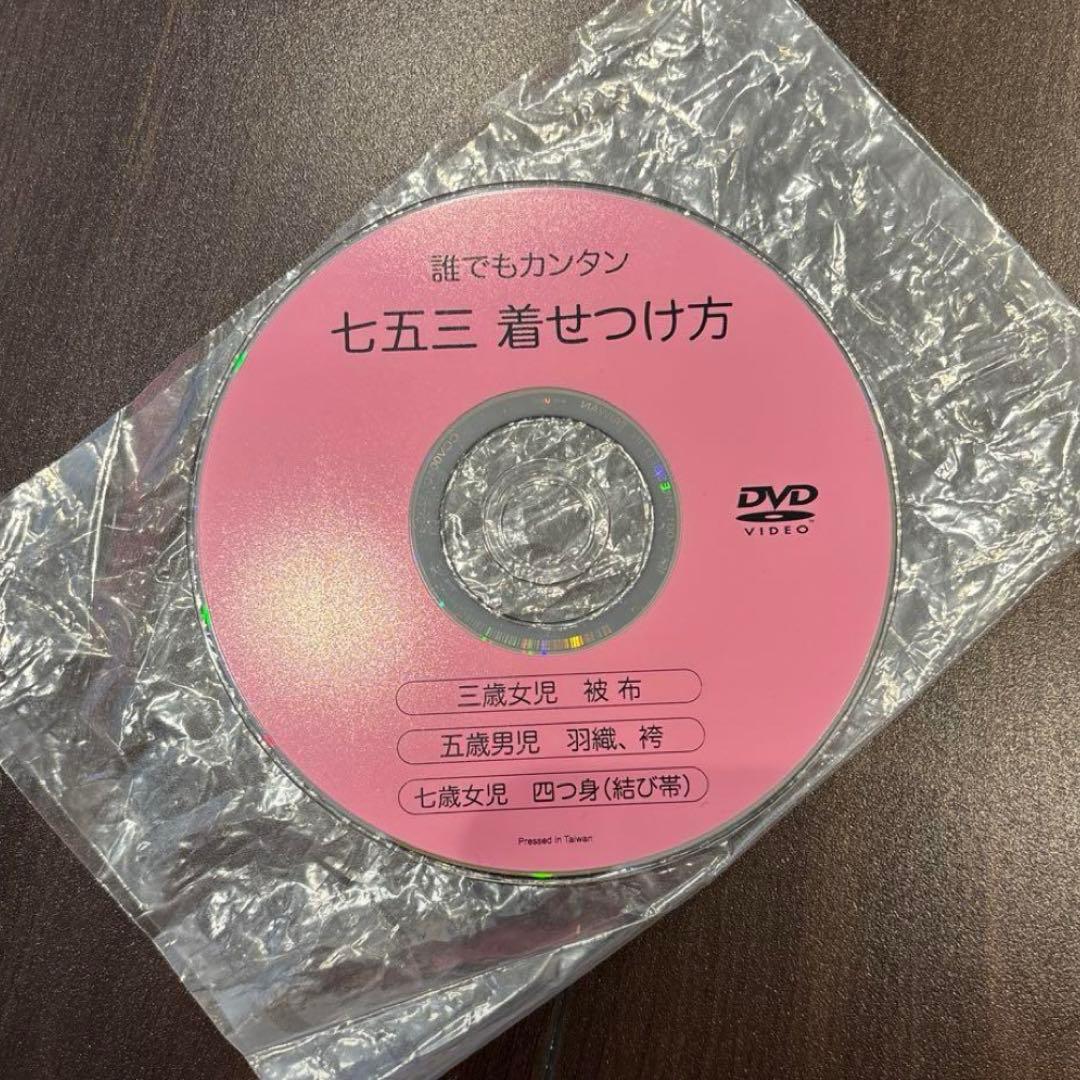 誰でもカンタン
七五三 着せつけ方
DVD
VIDEO
三歳女児　被 布
五歳男児　羽織、袴
七歳女児　四つ身（結び帯）
Pressed in Taiwan